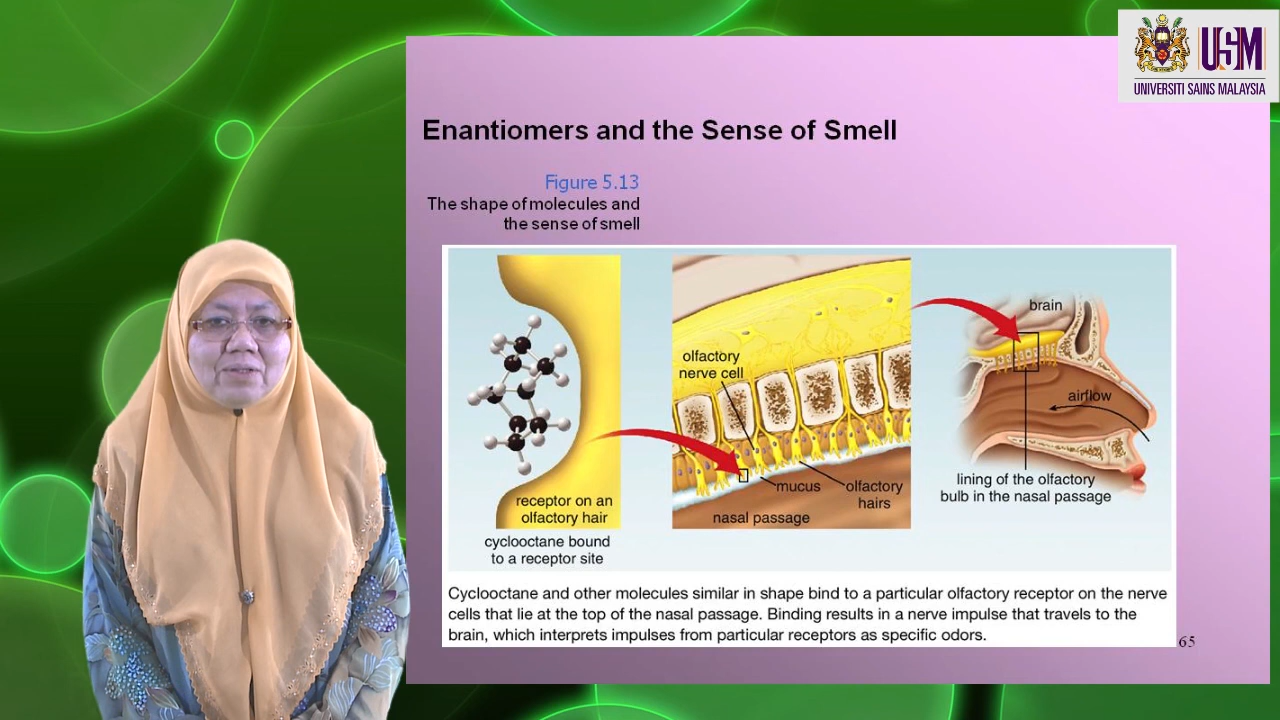 USM
UNIVERSITI SAINS MALAYSIA
Enantiomers and the Sense of Smell
Figure 5.13
The shape of molecules and
the sense of smell
receptor on an
olfactory hair
cyclooctane bound
to a receptor site
olfactory
nerve cell
mucus
olfactory
hairs
nasal passage
brain
airflow
lining of the olfactory
bulb in the nasal passage
Cyclooctane and other molecules similar in shape bind to a particular olfactory receptor on the nerve
cells that lie at the top of the nasal passage. Binding results in a nerve impulse that travels to the
brain, which interprets impulses from particular receptors as specific odors.
65